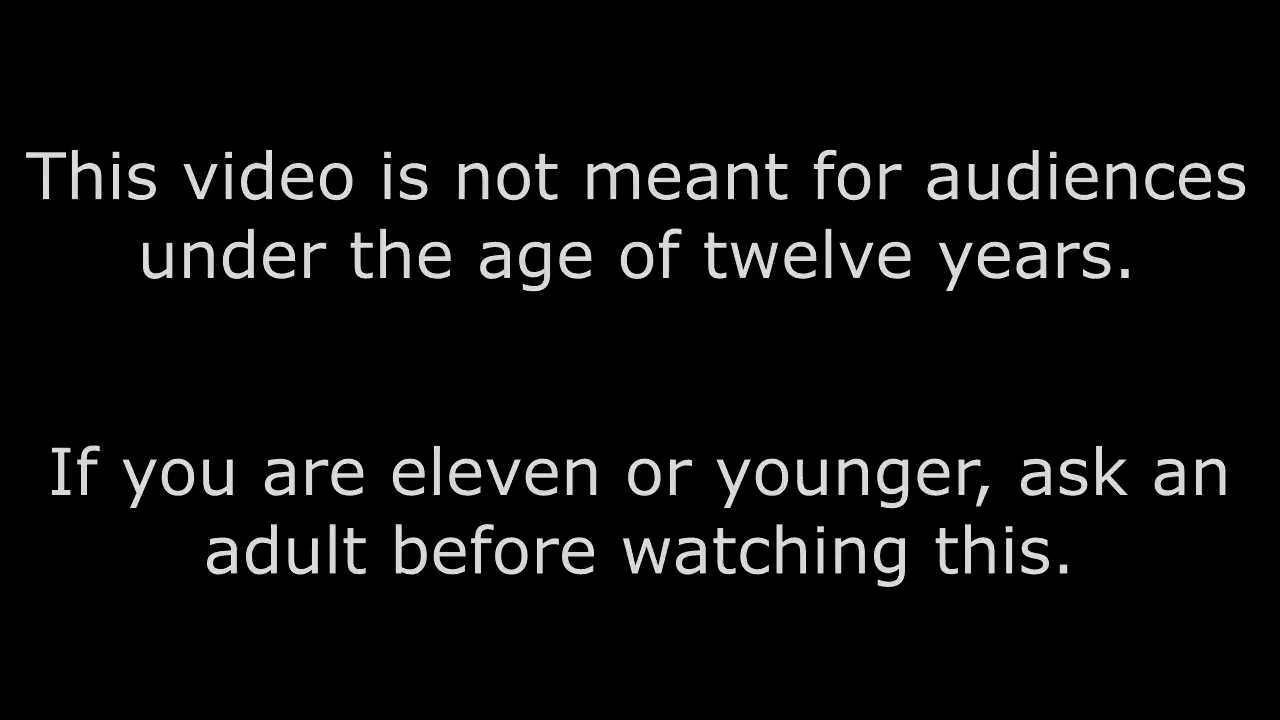 This video is not meant for audiences
under the age of twelve years.
If you are eleven or younger, ask an
adult before watching this.